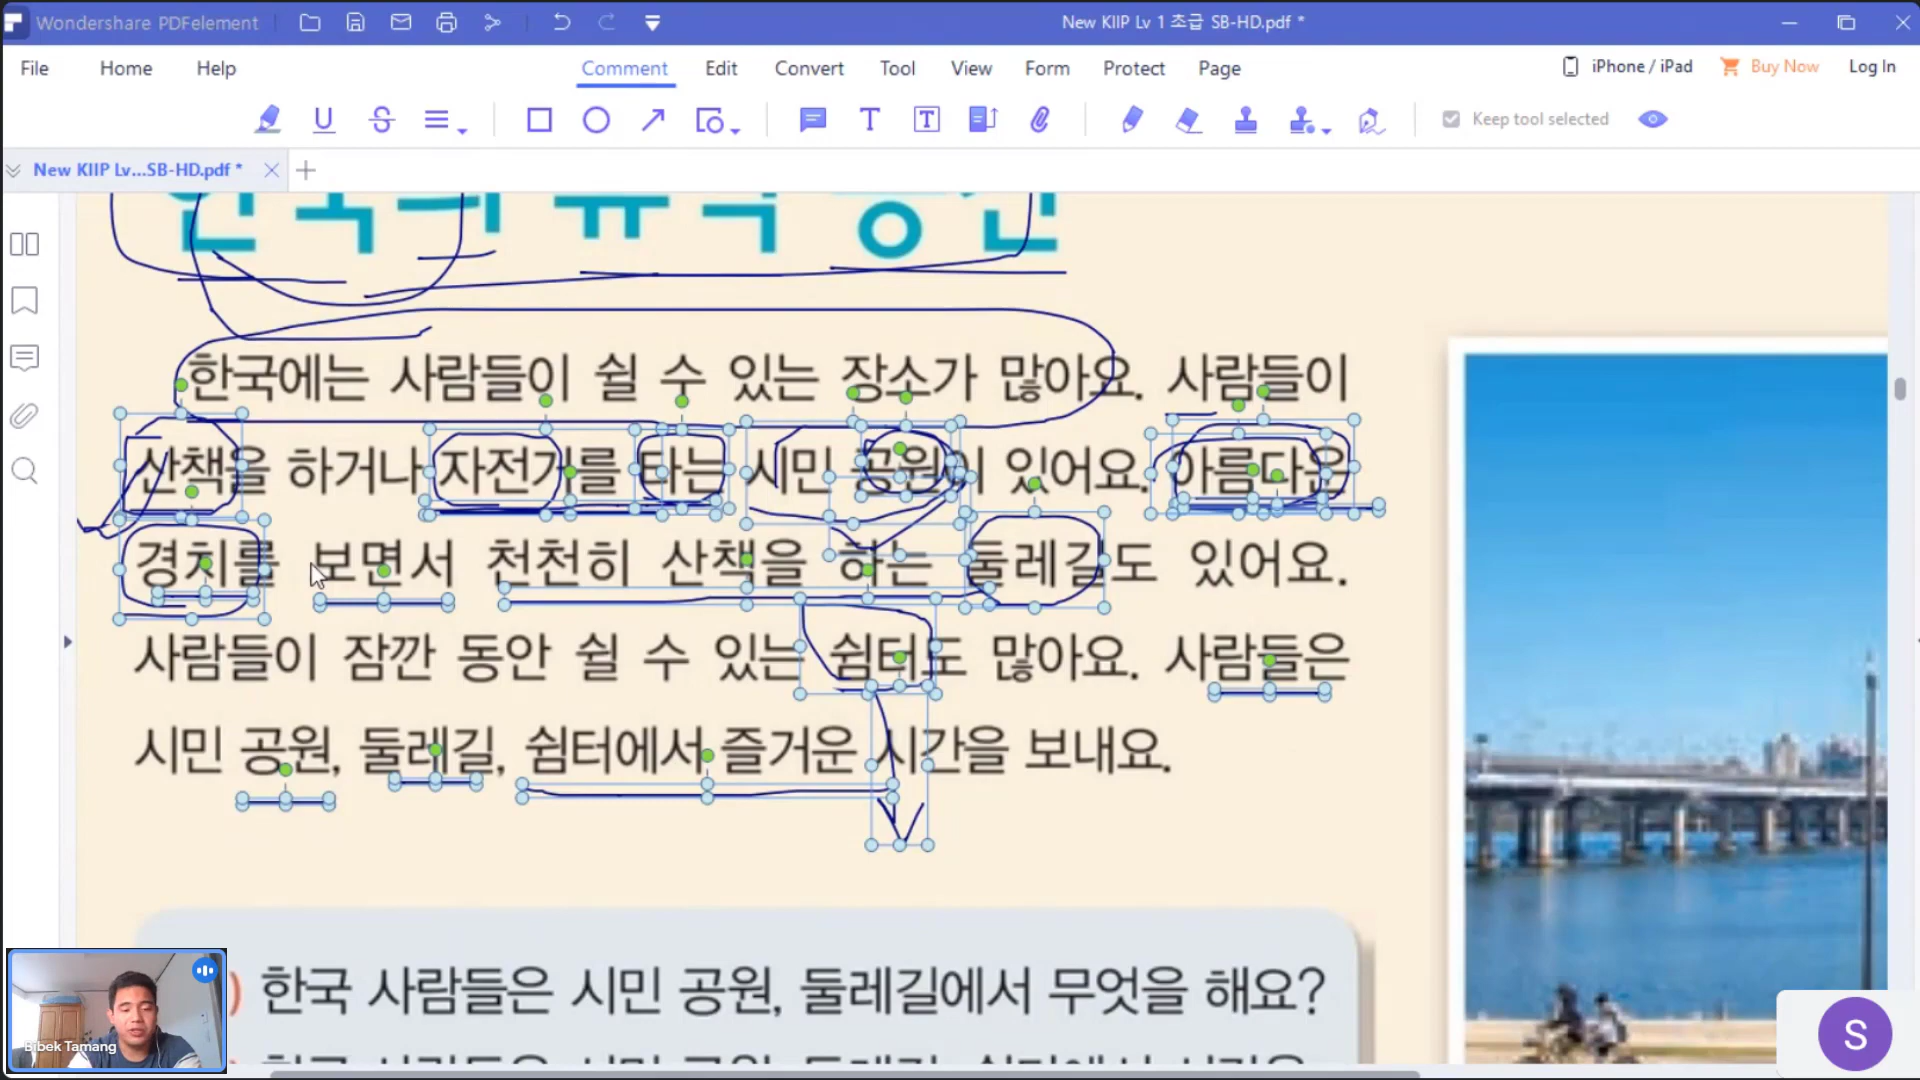 Wondershare PDFelement
New KIIP Lv 1 초급 SB-HD.pdf *
File Home Help Comment Edit Convert Tool View Form Protect Page iPhone / iPad Buy Now Log In
Keep tool selected
New KIIP Lv...SB-HD.pdf *
한국에는 사람들이 쉴 수 있는 장소가 많아요. 사람들이
산책을 하거나 자전거를 타는 시민 공원이 있어요. 아름다운
경치를 보면서 천천히 산책을 하는 둘레길도 있어요.
사람들이 잠깐 동안 쉴 수 있는 쉼터도 많아요. 사람들은
시민 공원, 둘레길, 쉼터에서 즐거운 시간을 보내요.
한국 사람들은 시민 공원, 둘레길에서 무엇을 해요?
Bibek Tamang
S